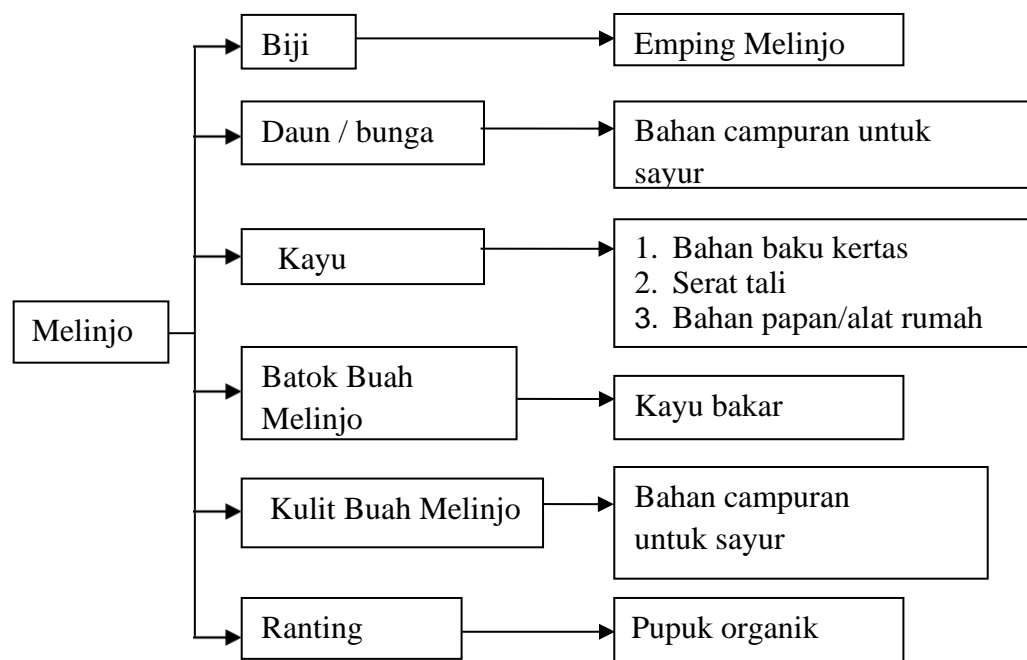 Biji
Emping Melinjo
Daun / bunga
Bahan campuran untuk
sayur
Kayu
1. Bahan baku kertas
2. Serat tali
3. Bahan papan/alat rumah
Melinjo
Batok Buah
Melinjo
Kayu bakar
Kulit Buah Melinjo
Bahan campuran
untuk sayur
Ranting
Pupuk organik